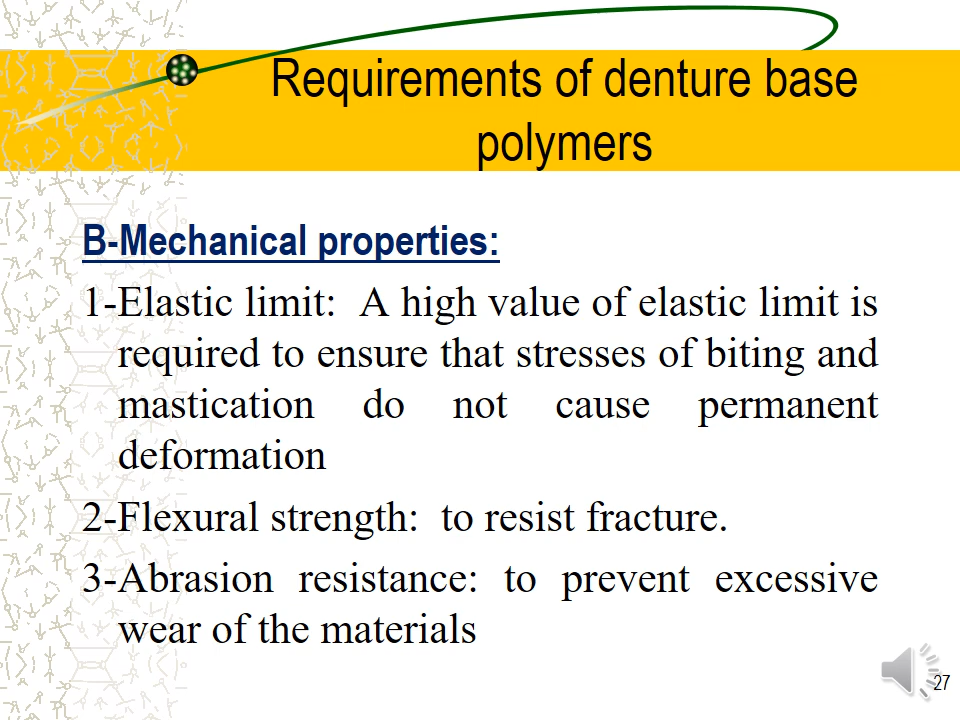 Requirements of denture base
polymers
B-Mechanical properties:
1-Elastic limit: A high value of elastic limit is
required to ensure that stresses of biting and
mastication do not cause permanent
deformation
2-Flexural strength: to resist fracture.
3-Abrasion resistance: to prevent excessive
wear of the materials
27